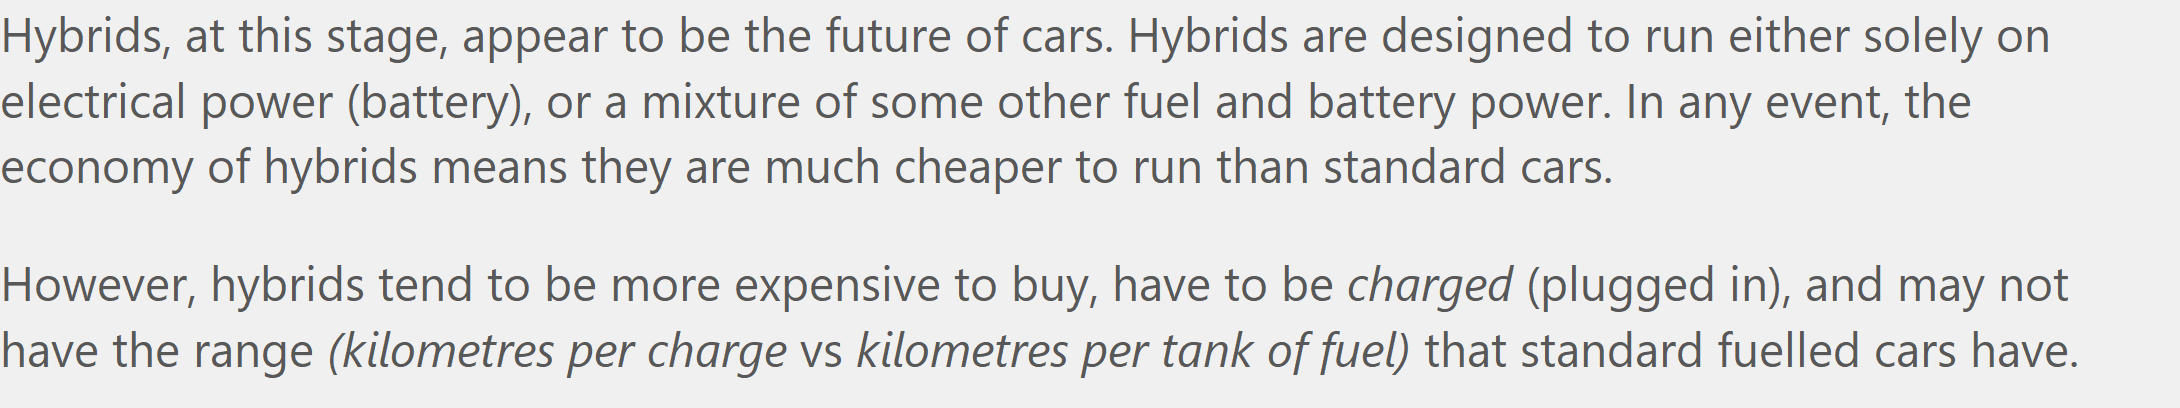 Hybrids, at this stage, appear to be the future of cars. Hybrids are designed to run either solely on
electrical power (battery), or a mixture of some other fuel and battery power. In any event, the
economy of hybrids means they are much cheaper to run than standard cars.
However, hybrids tend to be more expensive to buy, have to be charged (plugged in), and may not
have the range (kilometres per charge vs kilometres per tank of fuel) that standard fuelled cars have.